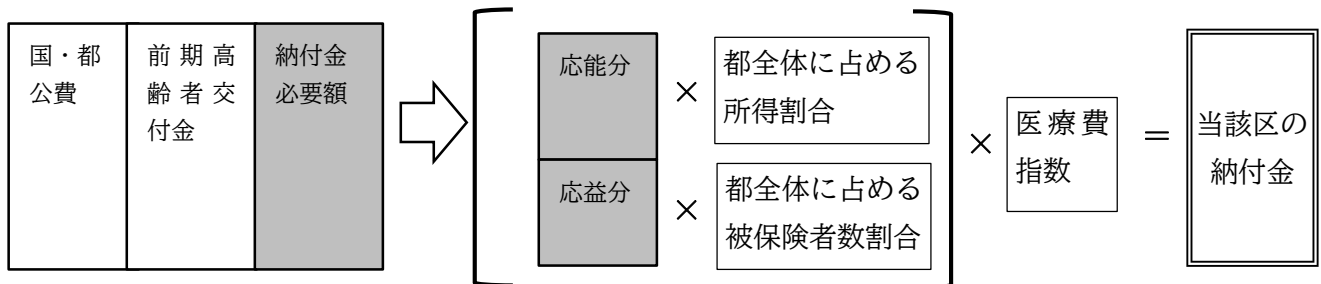 国・都
公費
前期高
齢者交
付金
納付金
必要額
応能分
×
都全体に占める
所得割合
応益分
×
都全体に占める
被保険者数割合
×
医療費
指数
＝
当該区の
納付金